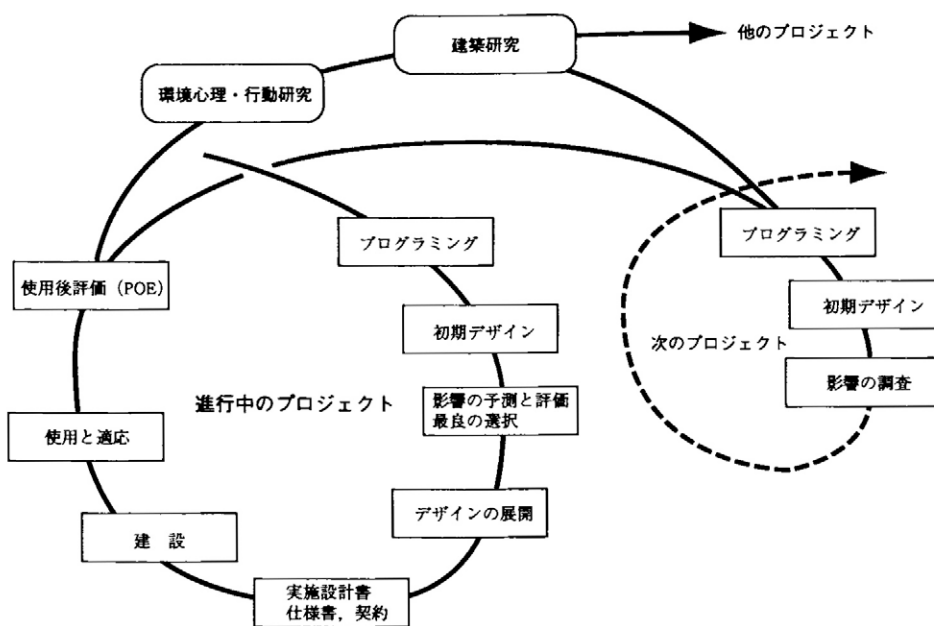 建築研究
他のプロジェクト
環境心理・行動研究
プログラミング
プログラミング
使用後評価（POE）
初期デザイン
初期デザイン
次のプロジェクト
影響の調査
進行中のプロジェクト
影響の予測と評価
最良の選択
使用と適応
デザインの展開
建　設
実施設計書
仕様書，契約